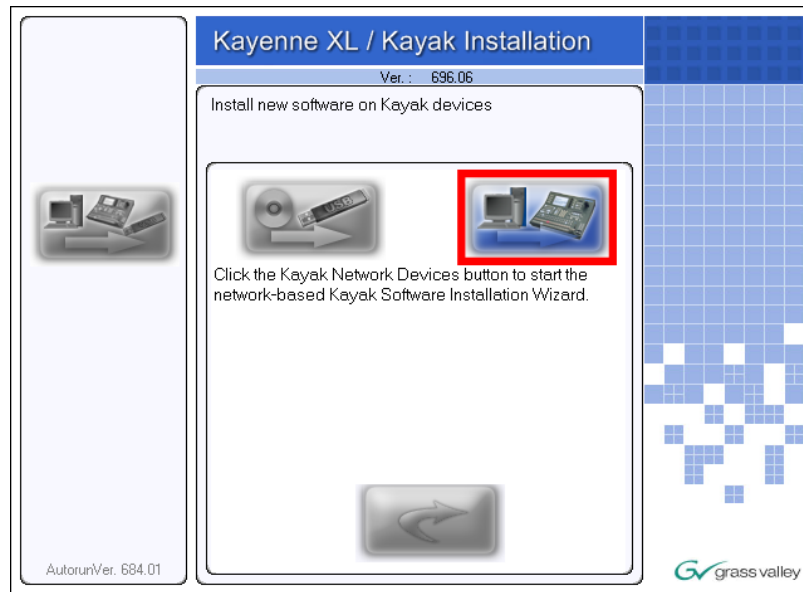 Kayenne XL / Kayak Installation
Ver. : 696.06
Install new software on Kayak devices
USB
Click the Kayak Network Devices button to start the
network-based Kayak Software Installation Wizard.
AutorunVer. 684.01
GV grass valley